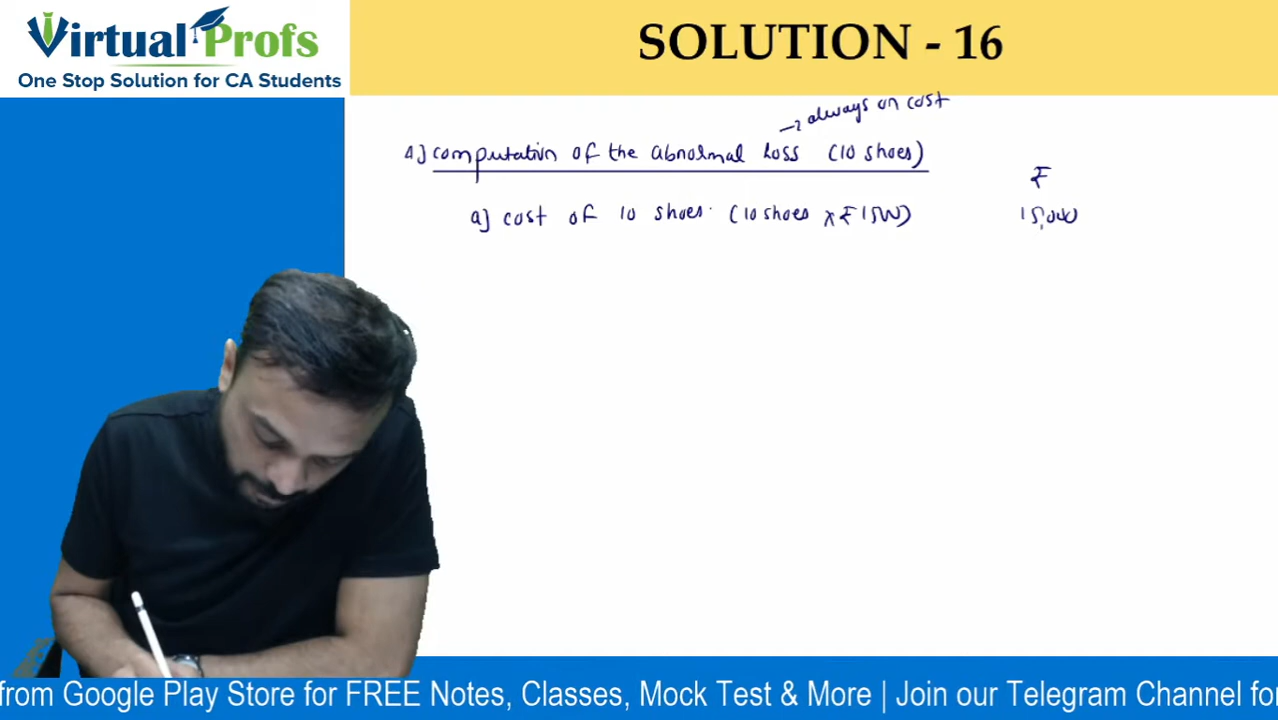 Virtual Profs
One Stop Solution for CA Students
SOLUTION - 16
→ always on cost
A] computation of the abnormal loss (10 shoes)
₹
a] cost of 10 shoes (10 shoes x ₹1500) 15,000
from Google Play Store for FREE Notes, Classes, Mock Test & More | Join our Telegram Channel for